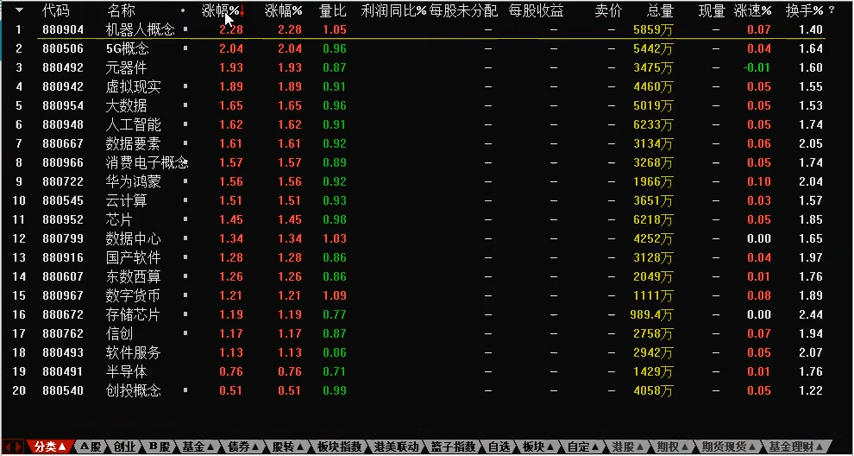 代码 名称 涨幅%↓ 涨幅% 量比 利润同比% 每股未分配 每股收益 卖价 总量 现量 涨速% 换手% ?
1 880904 机器人概念 2.28 2.28 1.05 – – – 5859万 – 0.07 1.40
2 880506 5G概念 2.04 2.04 0.96 – – – 5442万 – 0.04 1.64
3 880492 元器件 1.93 1.93 0.87 – – – 3475万 – -0.01 1.60
4 880942 虚拟现实 1.89 1.89 0.91 – – – 4460万 – 0.05 1.55
5 880954 大数据 1.65 1.65 0.96 – – – 5019万 – 0.05 1.53
6 880948 人工智能 1.62 1.62 0.91 – – – 6233万 – 0.05 1.74
7 880667 数据要素 1.61 1.61 0.92 – – – 3134万 – 0.06 2.05
8 880966 消费电子概念 1.57 1.57 0.89 – – – 3268万 – 0.05 1.74
9 880722 华为鸿蒙 1.56 1.56 0.92 – – – 1966万 – 0.10 2.04
10 880545 云计算 1.51 1.51 0.93 – – – 3651万 – 0.03 1.57
11 880952 芯片 1.45 1.45 0.98 – – – 6218万 – 0.05 1.85
12 880799 数据中心 1.34 1.34 1.03 – – – 4252万 – 0.00 1.65
13 880916 国产软件 1.28 1.28 0.86 – – – 3128万 – 0.04 1.97
14 880607 东数西算 1.26 1.26 0.86 – – – 2049万 – 0.01 1.76
15 880967 数字货币 1.21 1.21 1.09 – – – 1111万 – 0.08 1.89
16 880672 存储芯片 1.19 1.19 0.77 – – – 989.4万 – 0.00 2.44
17 880762 信创 1.17 1.17 0.87 – – – 2758万 – 0.07 1.94
18 880493 软件服务 1.13 1.13 0.86 – – – 2942万 – 0.05 2.07
19 880491 半导体 0.76 0.76 0.71 – – – 1429万 – 0.01 1.76
20 880540 创投概念 0.51 0.51 0.99 – – – 4058万 – 0.05 1.22
分类▲ A股 创业 B股 基金▲ 债券▲ 股转▲ 板块指数 港美联动 篮子指数 自选 板块▲ 自定▲ 港股▲ 期权▲ 期货现货▲ 基金理财▲